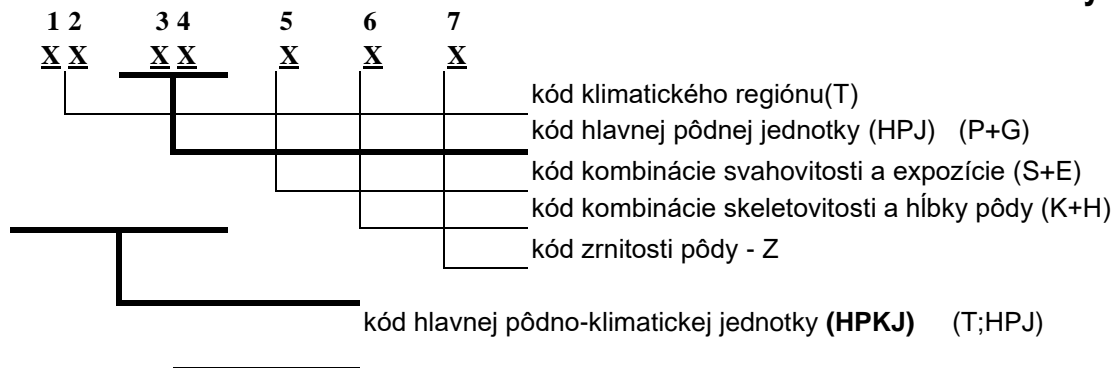 1 2 3 4 5 6 7
X X X X X X X
kód klimatického regiónu(T)
kód hlavnej pôdnej jednotky (HPJ) (P+G)
kód kombinácie svahovitosti a expozície (S+E)
kód kombinácie skeletovitosti a hĺbky pôdy (K+H)
kód zrnitosti pôdy - Z
kód hlavnej pôdno-klimatickej jednotky (HPKJ) (T;HPJ)